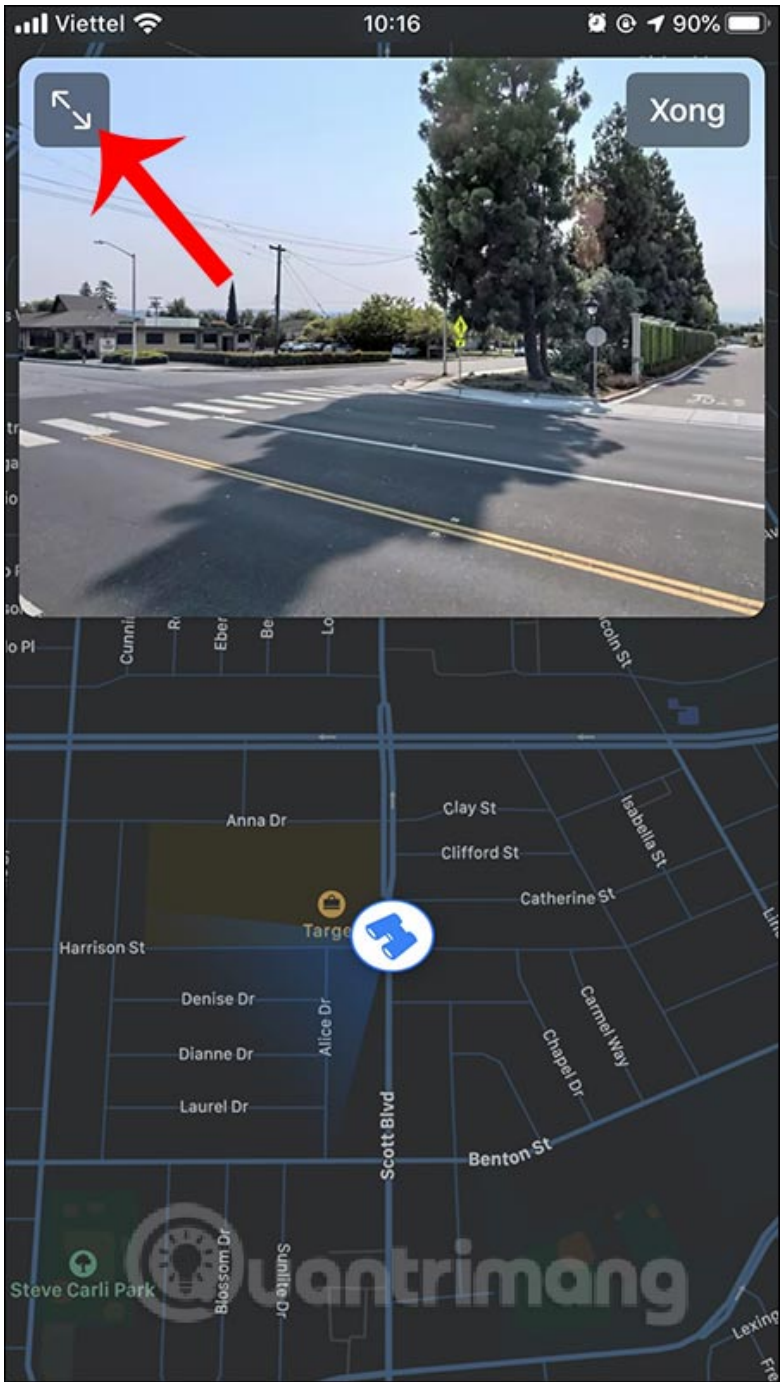 Viettel 10:16 90%
Xong
Anna Dr
Clay St
Isabella St
Clifford St
Catherine St
Targe
Harrison St
Denise Dr
Alice Dr
Carmel Way
Dianne Dr
Chapel Dr
Laurel Dr
Scott Blvd
Benton St
Steve Carli Park
Blossom Dr
Sunlite Dr
uantrimang